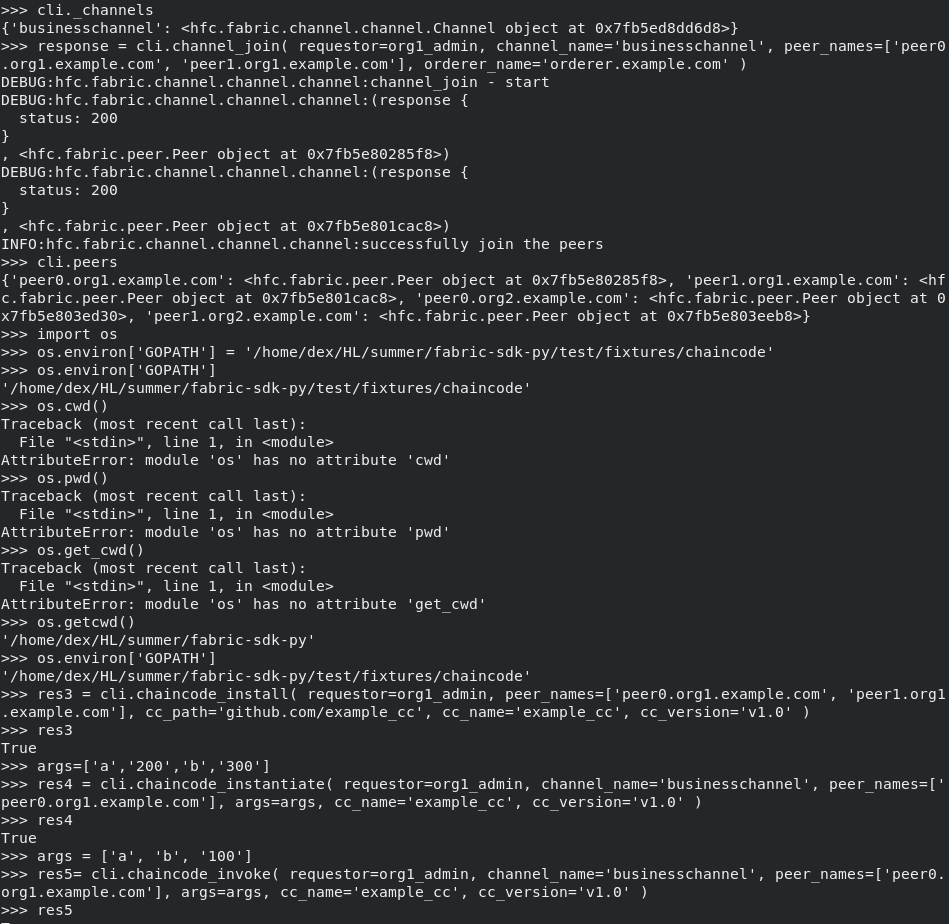 >>> cli._channels
{'businesschannel': <hfc.fabric.channel.channel.Channel object at 0x7fb5ed8dd6d8>}
>>> response = cli.channel_join( requestor=org1_admin, channel_name='businesschannel', peer_names=['peer0
.org1.example.com', 'peer1.org1.example.com'], orderer_name='orderer.example.com' )
DEBUG:hfc.fabric.channel.channel.channel:channel_join - start
DEBUG:hfc.fabric.channel.channel.channel:(response {
  status: 200
}
, <hfc.fabric.peer.Peer object at 0x7fb5e80285f8>)
DEBUG:hfc.fabric.channel.channel.channel:(response {
  status: 200
}
, <hfc.fabric.peer.Peer object at 0x7fb5e801cac8>)
INFO:hfc.fabric.channel.channel.channel:successfully join the peers
>>> cli.peers
{'peer0.org1.example.com': <hfc.fabric.peer.Peer object at 0x7fb5e80285f8>, 'peer1.org1.example.com': <hf
c.fabric.peer.Peer object at 0x7fb5e801cac8>, 'peer0.org2.example.com': <hfc.fabric.peer.Peer object at 0
x7fb5e803ed30>, 'peer1.org2.example.com': <hfc.fabric.peer.Peer object at 0x7fb5e803eeb8>}
>>> import os
>>> os.environ['GOPATH'] = '/home/dex/HL/summer/fabric-sdk-py/test/fixtures/chaincode'
>>> os.environ['GOPATH']
'/home/dex/HL/summer/fabric-sdk-py/test/fixtures/chaincode'
>>> os.cwd()
Traceback (most recent call last):
  File "<stdin>", line 1, in <module>
AttributeError: module 'os' has no attribute 'cwd'
>>> os.pwd()
Traceback (most recent call last):
  File "<stdin>", line 1, in <module>
AttributeError: module 'os' has no attribute 'pwd'
>>> os.get_cwd()
Traceback (most recent call last):
  File "<stdin>", line 1, in <module>
AttributeError: module 'os' has no attribute 'get_cwd'
>>> os.getcwd()
'/home/dex/HL/summer/fabric-sdk-py'
>>> os.environ['GOPATH']
'/home/dex/HL/summer/fabric-sdk-py/test/fixtures/chaincode'
>>> res3 = cli.chaincode_install( requestor=org1_admin, peer_names=['peer0.org1.example.com', 'peer1.org1
.example.com'], cc_path='github.com/example_cc', cc_name='example_cc', cc_version='v1.0' )
>>> res3
True
>>> args=['a','200','b','300']
>>> res4 = cli.chaincode_instantiate( requestor=org1_admin, channel_name='businesschannel', peer_names=['
peer0.org1.example.com'], args=args, cc_name='example_cc', cc_version='v1.0' )
>>> res4
True
>>> args = ['a', 'b', '100']
>>> res5= cli.chaincode_invoke( requestor=org1_admin, channel_name='businesschannel', peer_names=['peer0.
org1.example.com'], args=args, cc_name='example_cc', cc_version='v1.0' )
>>> res5